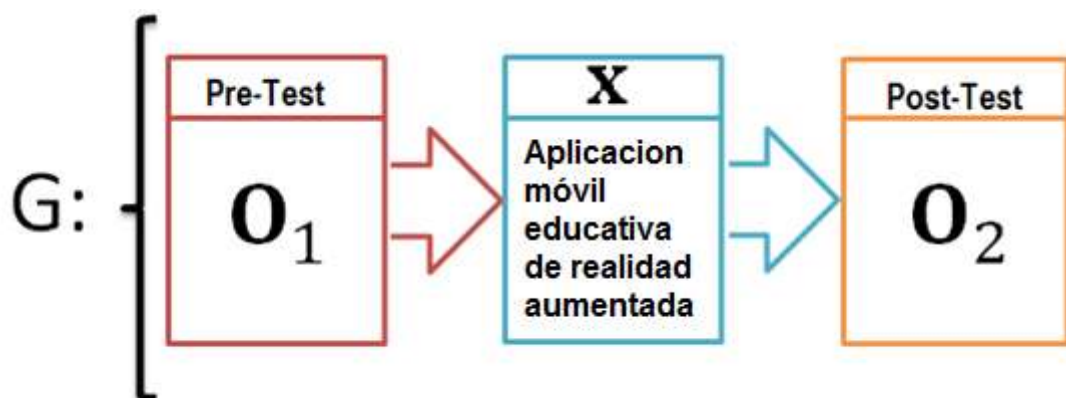 G:
Pre-Test
O₁
X
Aplicacion
móvil
educativa
de realidad
aumentada
Post-Test
O₂